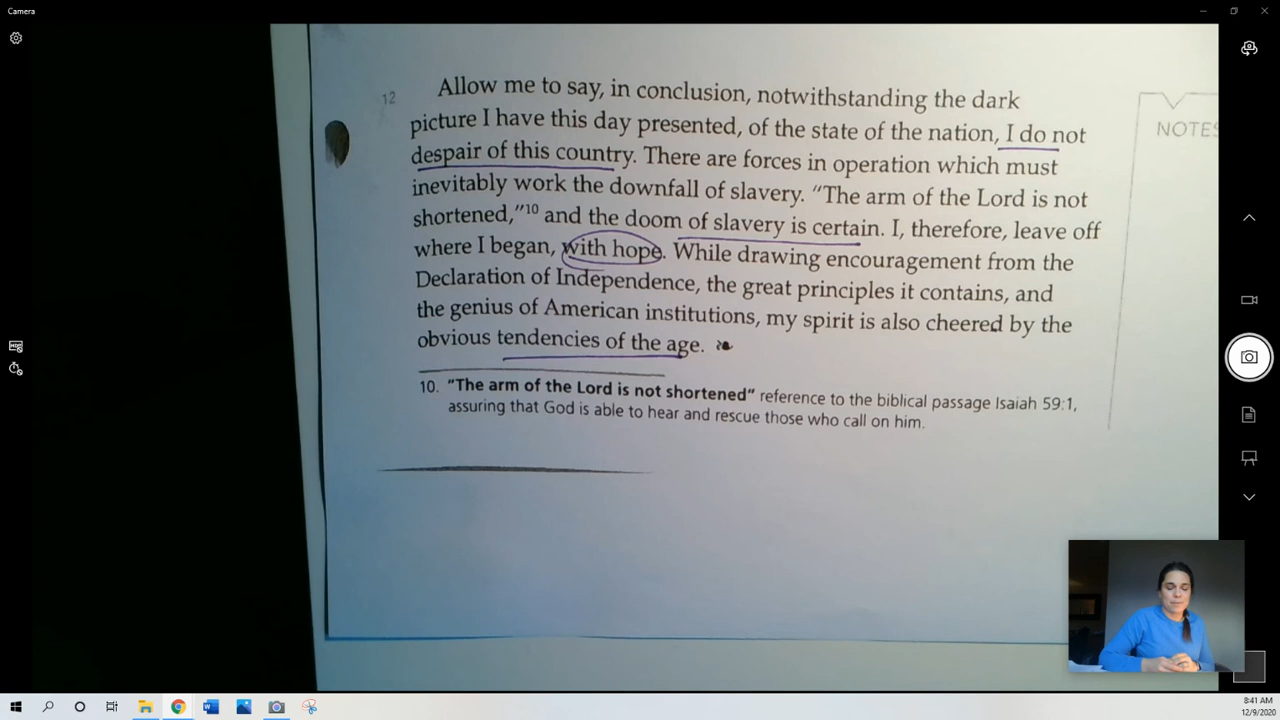 Camera
12
Allow me to say, in conclusion, notwithstanding the dark
picture I have this day presented, of the state of the nation, I do not
despair of this country. There are forces in operation which must
inevitably work the downfall of slavery. “The arm of the Lord is not
shortened,”10 and the doom of slavery is certain. I, therefore, leave off
where I began, with hope. While drawing encouragement from the
Declaration of Independence, the great principles it contains, and
the genius of American institutions, my spirit is also cheered by the
obvious tendencies of the age.
10. “The arm of the Lord is not shortened” reference to the biblical passage Isaiah 59:1,
assuring that God is able to hear and rescue those who call on him.
NOTES
8:41 AM
12/9/2020